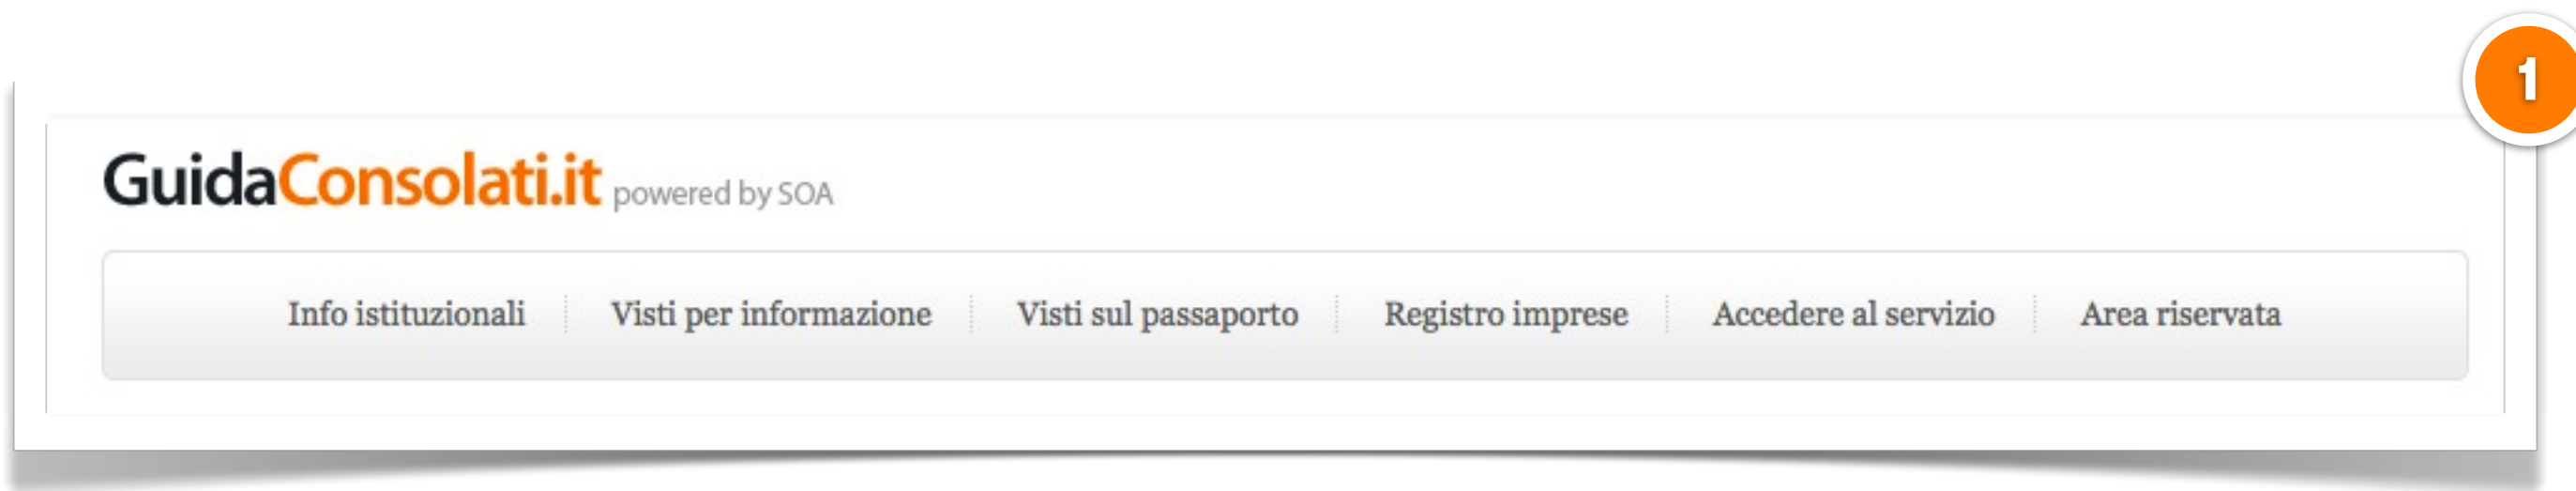 1
GuidaConsolati.it powered by SOA
Info istituzionali Visti per informazione Visti sul passaporto Registro imprese Accedere al servizio Area riservata